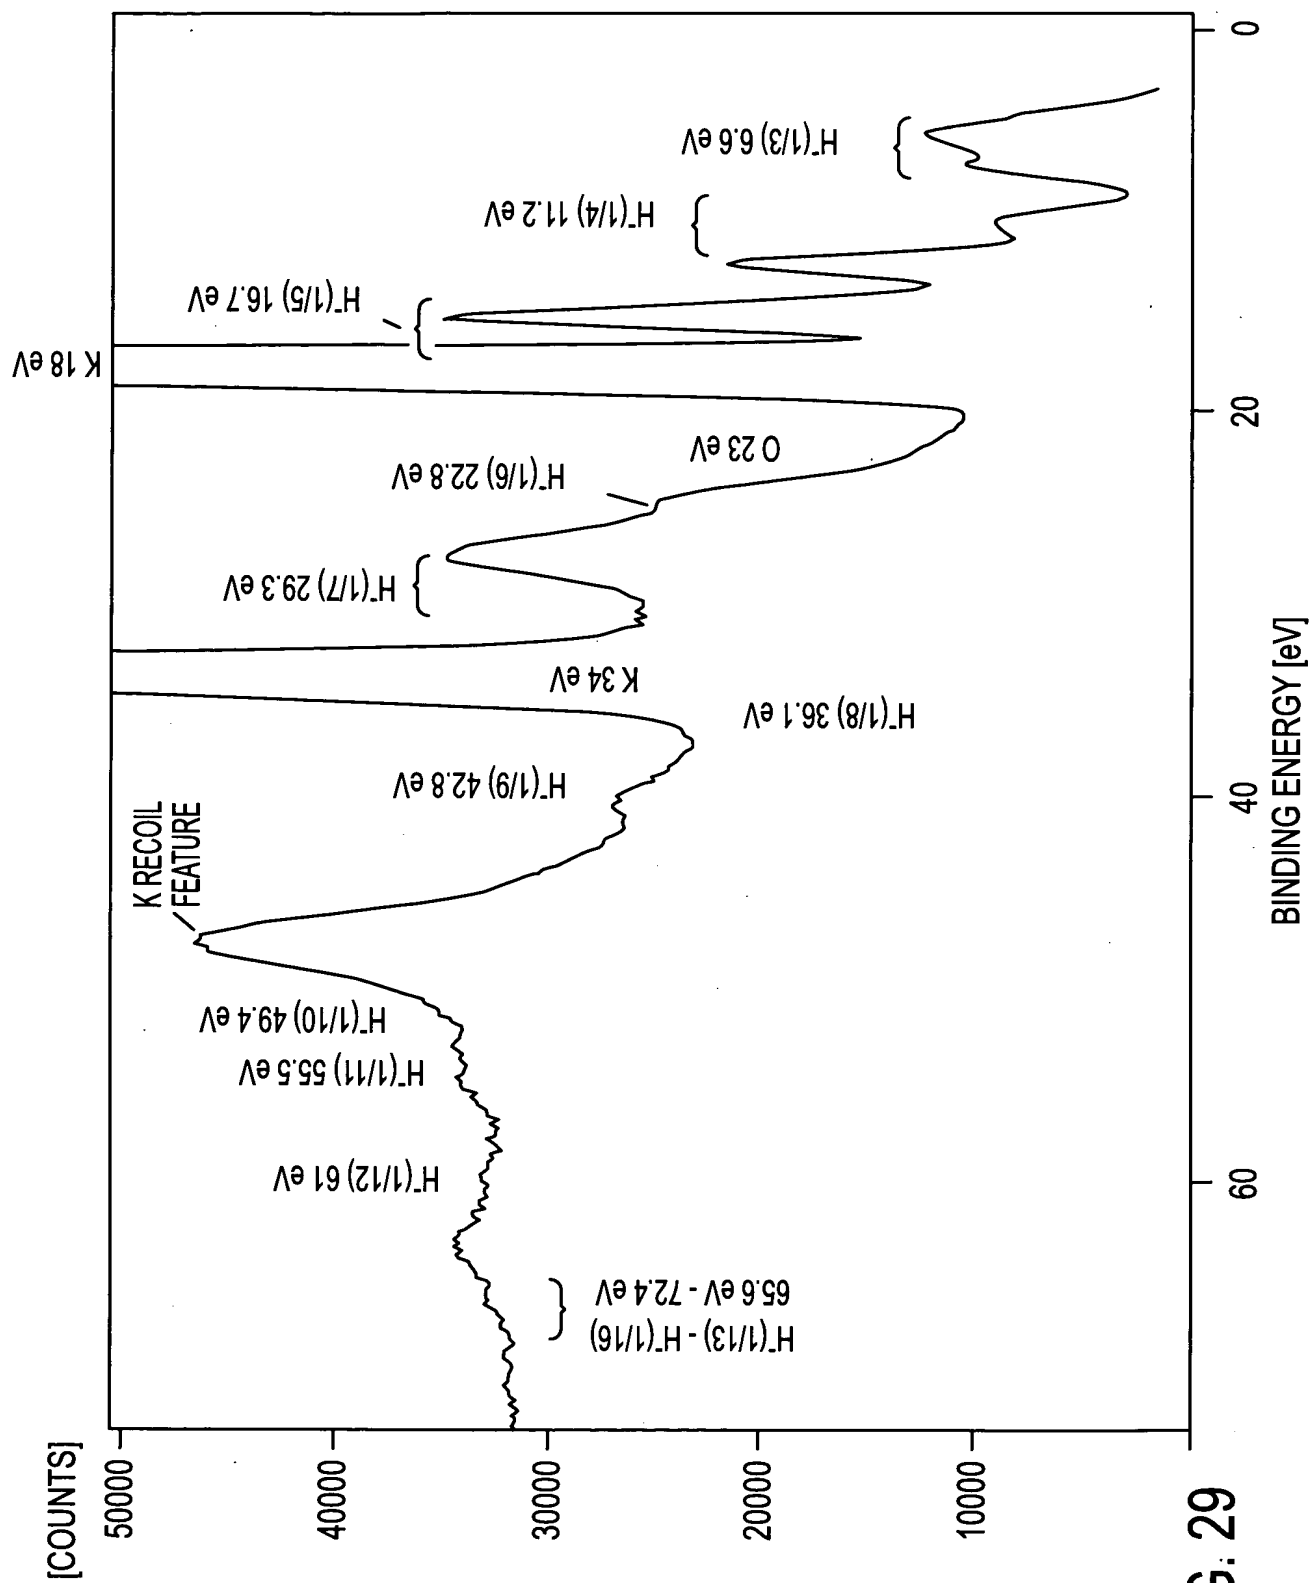 [COUNTS]
50000
40000
30000
20000
10000
K RECOIL
FEATURE
H⁻(1/13) - H⁻(1/16)
65.6 eV - 72.4 eV
H⁻(1/12) 61 eV
H⁻(1/11) 55.5 eV
H⁻(1/10) 49.4 eV
H⁻(1/9) 42.8 eV
H⁻(1/8) 36.1 eV
K 34 eV
H⁻(1/7) 29.3 eV
H⁻(1/6) 22.8 eV
O 23 eV
K 18 eV
H⁻(1/5) 16.7 eV
H⁻(1/4) 11.2 eV
H⁻(1/3) 6.6 eV
60
40
20
0
BINDING ENERGY [eV]
G. 29